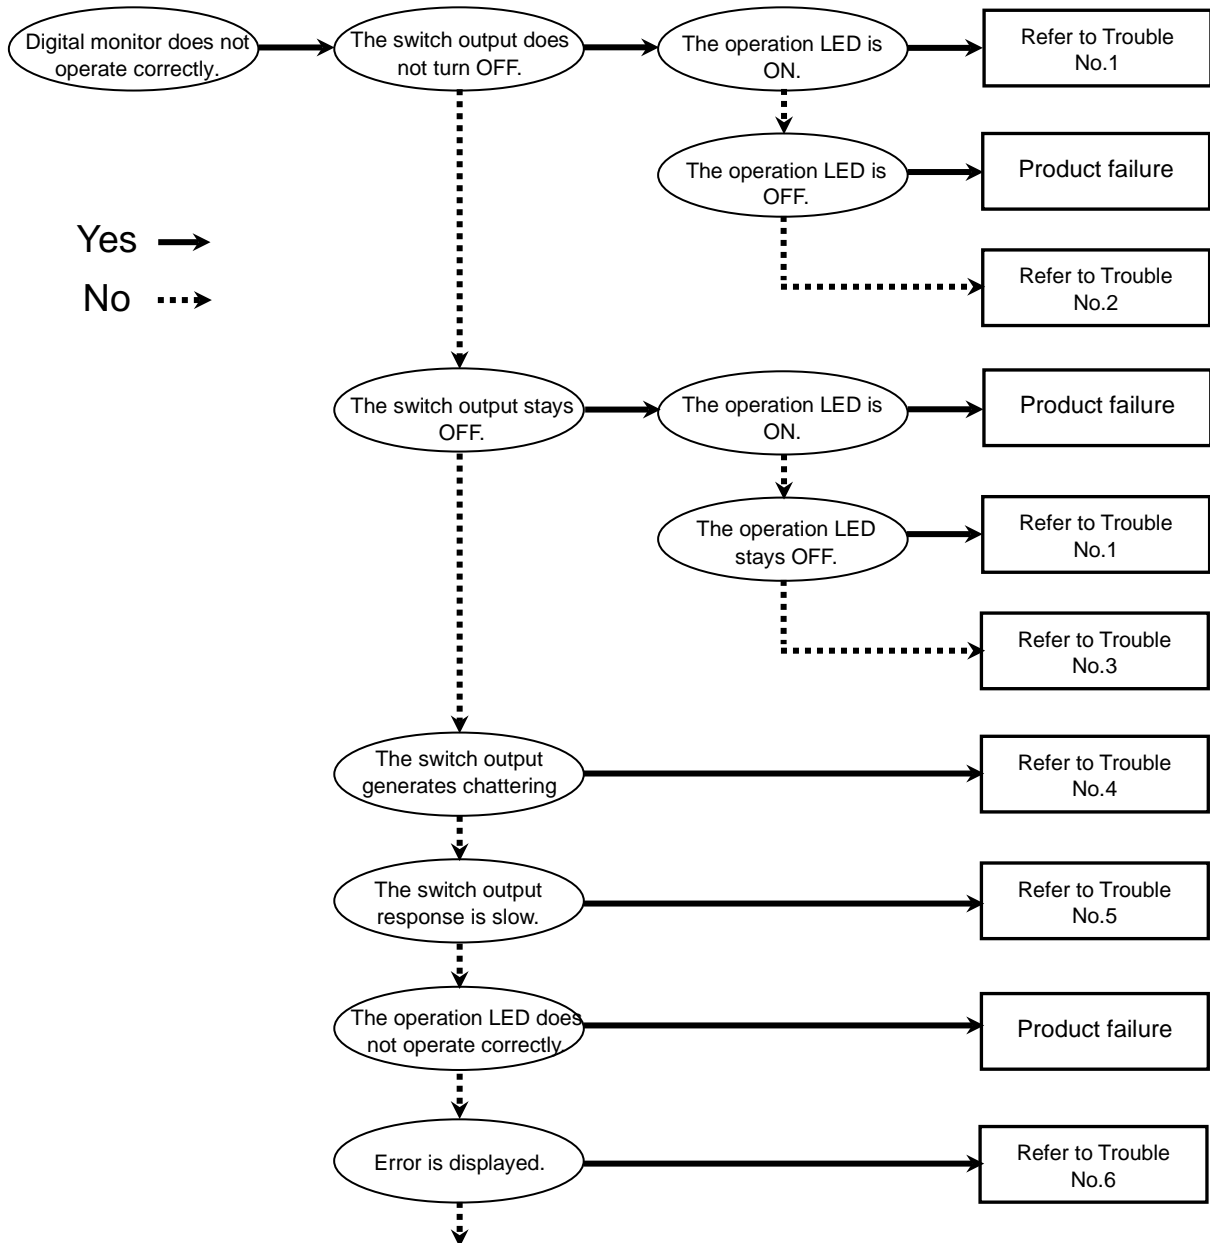 Digital monitor does not
operate correctly.
The switch output does
not turn OFF.
The operation LED is
ON.
Refer to Trouble
No.1
The operation LED is
OFF.
Product failure
Yes
No
Refer to Trouble
No.2
The switch output stays
OFF.
The operation LED is
ON.
Product failure
The operation LED
stays OFF.
Refer to Trouble
No.1
Refer to Trouble
No.3
The switch output
generates chattering
Refer to Trouble
No.4
The switch output
response is slow.
Refer to Trouble
No.5
The operation LED does
not operate correctly
Product failure
Error is displayed.
Refer to Trouble
No.6